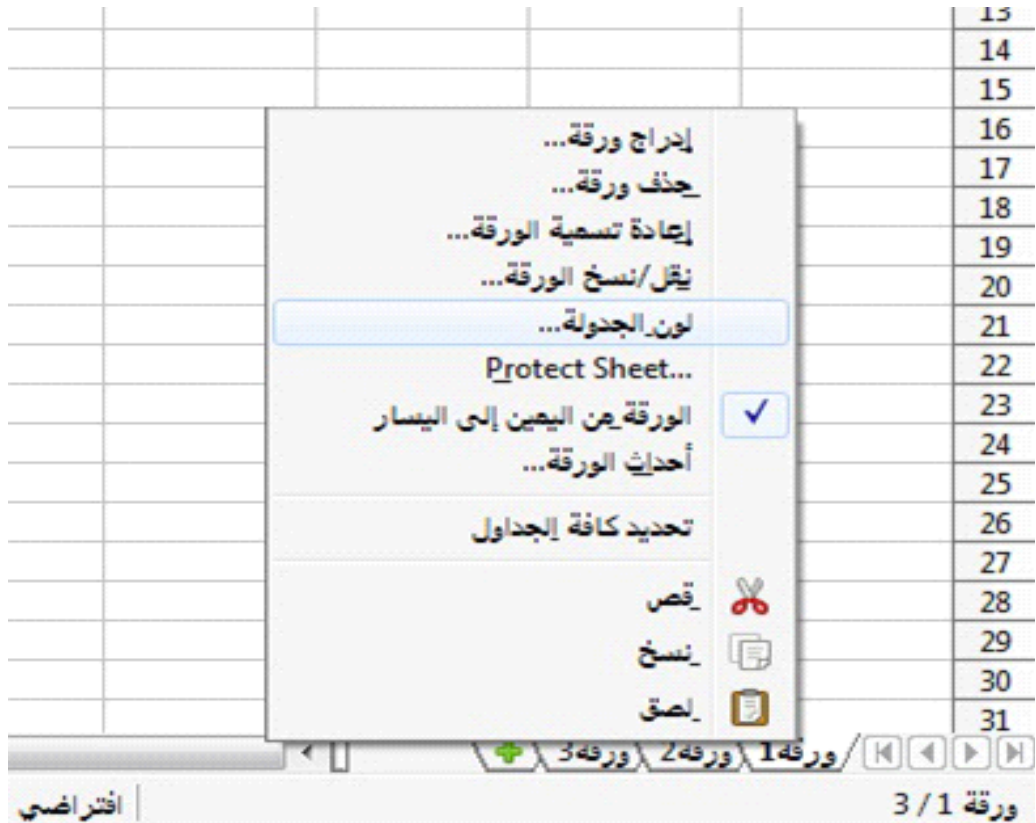 13
14
15
16
17
18
19
20
21
22
23
24
25
26
27
28
29
30
31
إدراج ورقة...
حذف ورقة...
إعادة تسمية الورقة...
نقل/نسخ الورقة...
لون الجدولة...
Protect Sheet...
الورقة من اليمين إلى اليسار
أحداث الورقة...
تحديد كافة الجداول
قص
نسخ
لصق
ورقة1 ورقة2 ورقة3
ورقة 1 / 3 افتراضي